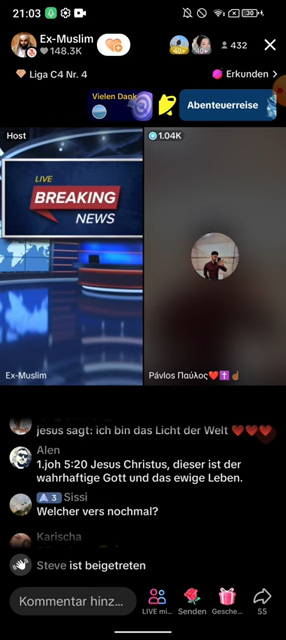 21:03
30
Ex-Muslim
148.3K
40+
40+
432
Liga C4 Nr. 4
Erkunden >
Vielen Dank
Abenteuerreise
Host
1.04K
LIVE
BREAKING
NEWS
Ex-Muslim
Pávlos Παύλος❤️✝️☝🏾
jesus sagt: ich bin das Licht der Welt ❤️❤️❤️
Alen
1.joh 5:20 Jesus Christus, dieser ist der
wahrhaftige Gott und das ewige Leben.
3 Sissi
Welcher vers nochmal?
Karischa
Steve ist beigetreten
Kommentar hinz...
LIVE mi...
Senden
Gesche...
55